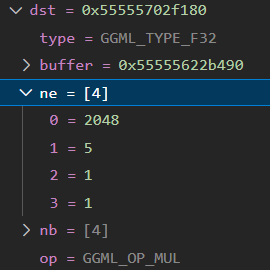 dst = 0x55555702f180
type = GGML_TYPE_F32
buffer = 0x55555622b490
ne = [4]
0 = 2048
1 = 5
2 = 1
3 = 1
nb = [4]
op = GGML_OP_MUL